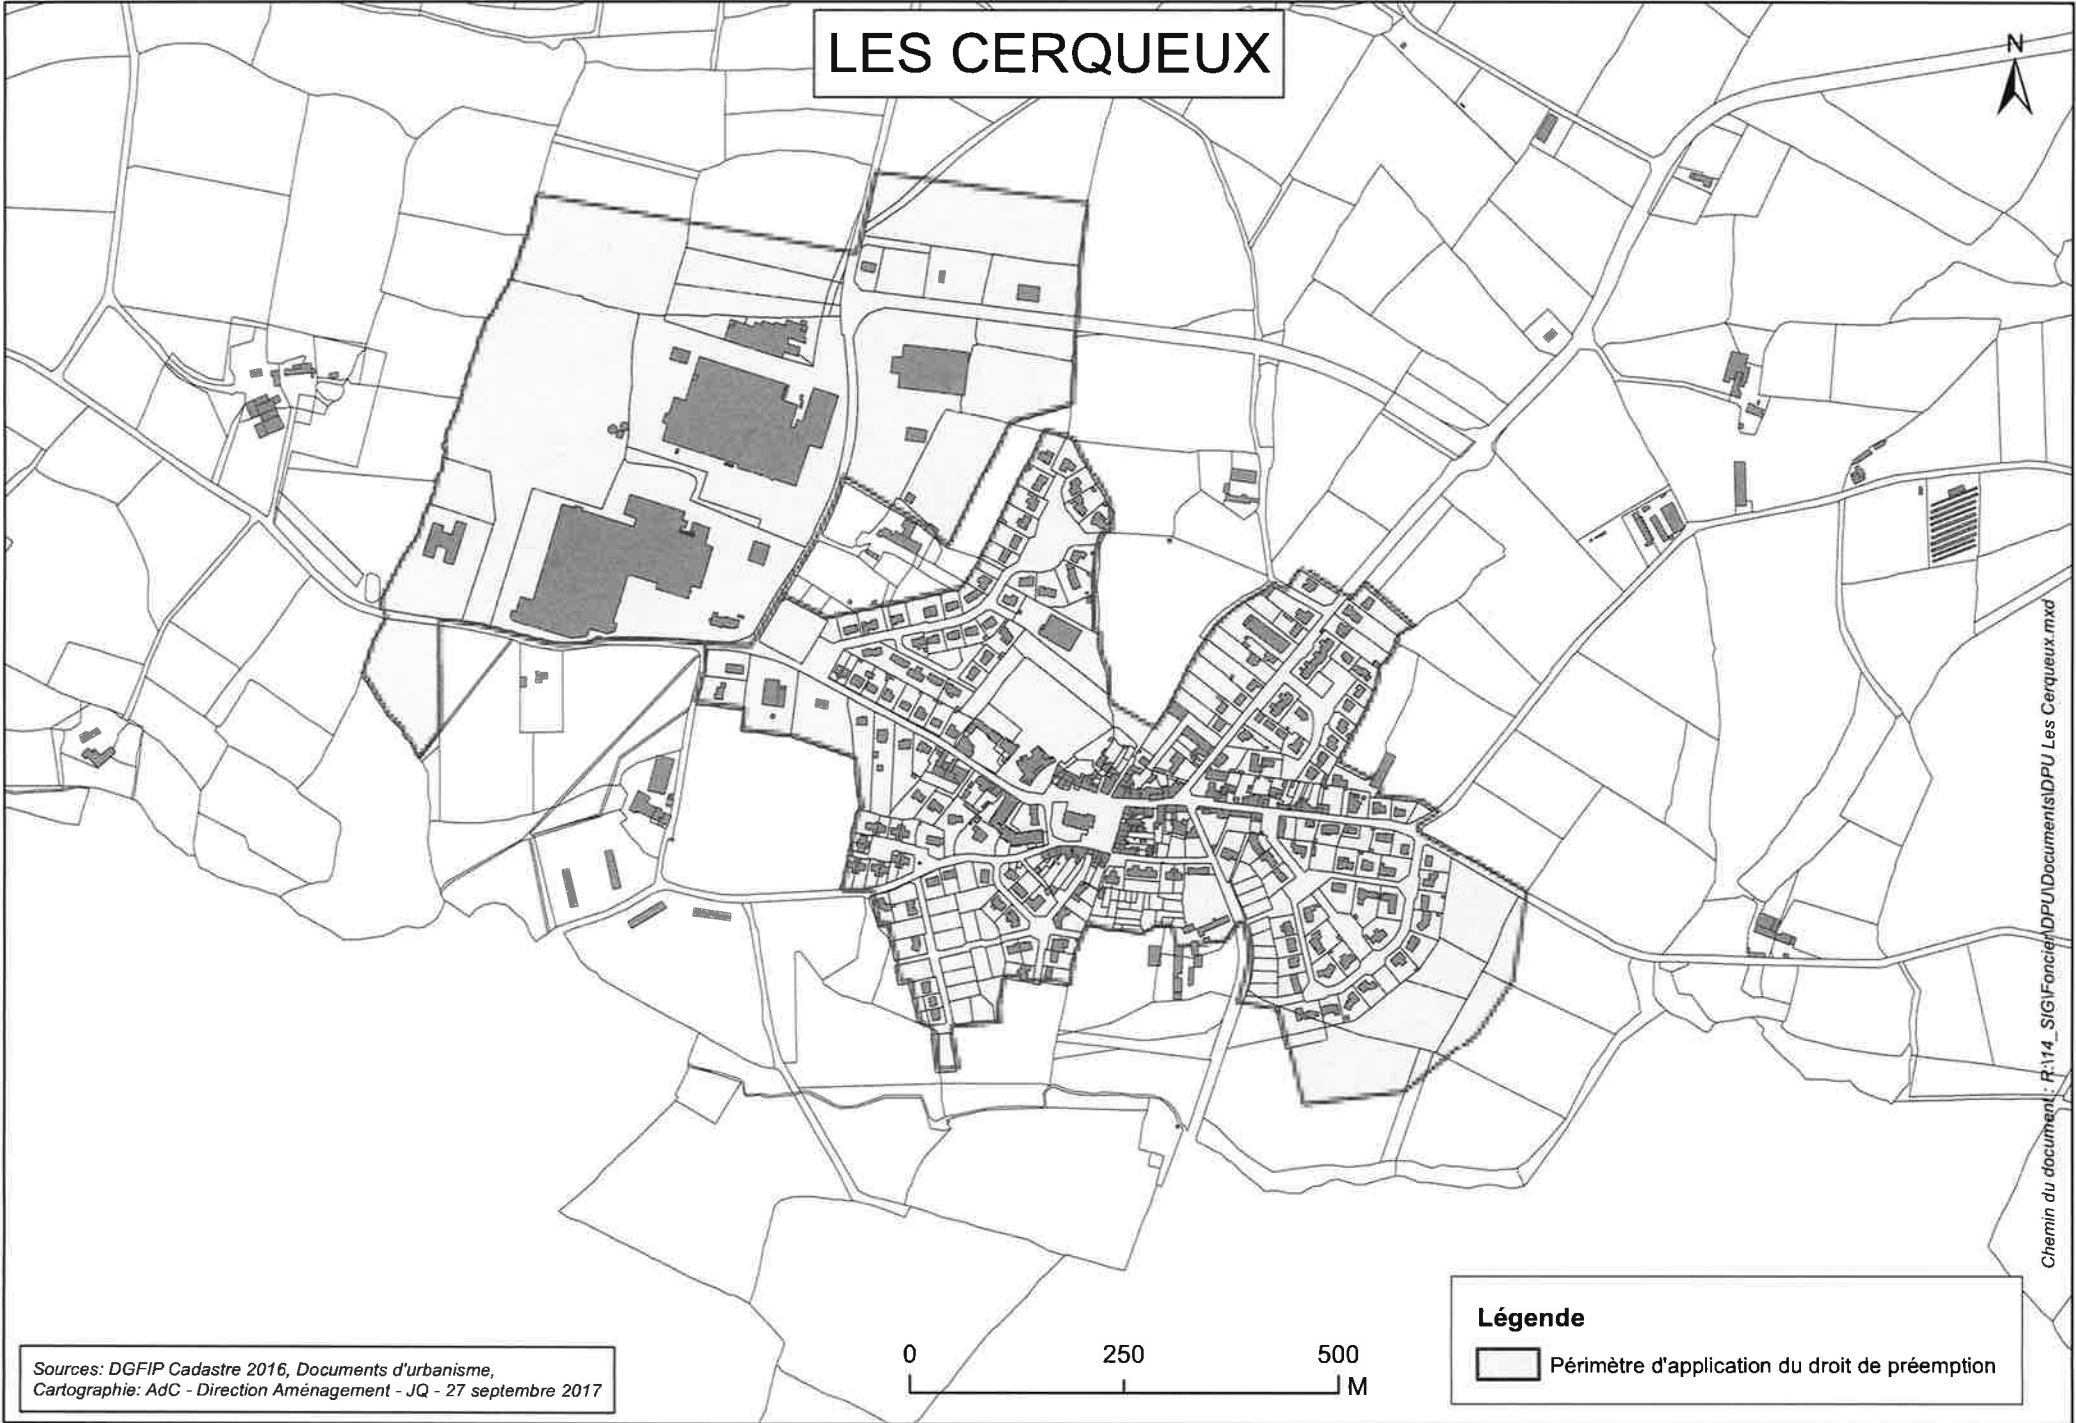 LES CERQUEUX
N
Chemin du document : R:\14_SIG\Foncier\DPU\Documents\DPU Les Cerqueux.mxd
Légende
Périmètre d'application du droit de préemption
0 250 500
M
Sources: DGFIP Cadastre 2016, Documents d'urbanisme,
Cartographie: AdC - Direction Aménagement - JQ - 27 septembre 2017